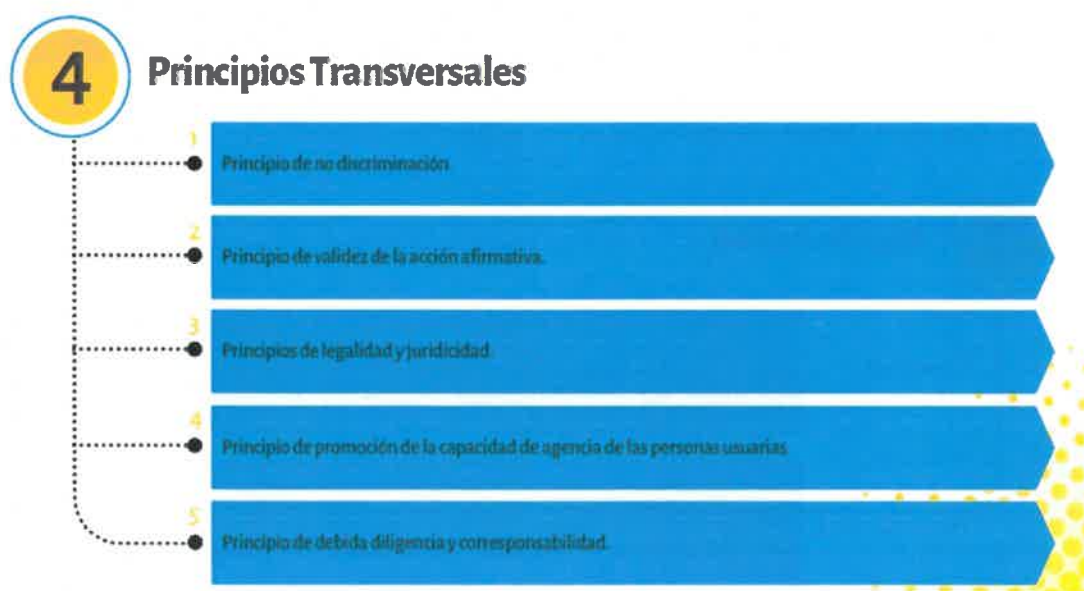 4
Principios Transversales
1
Principio de no discriminación.
2
Principio de validez de la acción afirmativa.
3
Principios de legalidad y juridicidad.
4
Principio de promoción de la capacidad de agencia de las personas usuarias.
5
Principio de debida diligencia y corresponsabilidad.